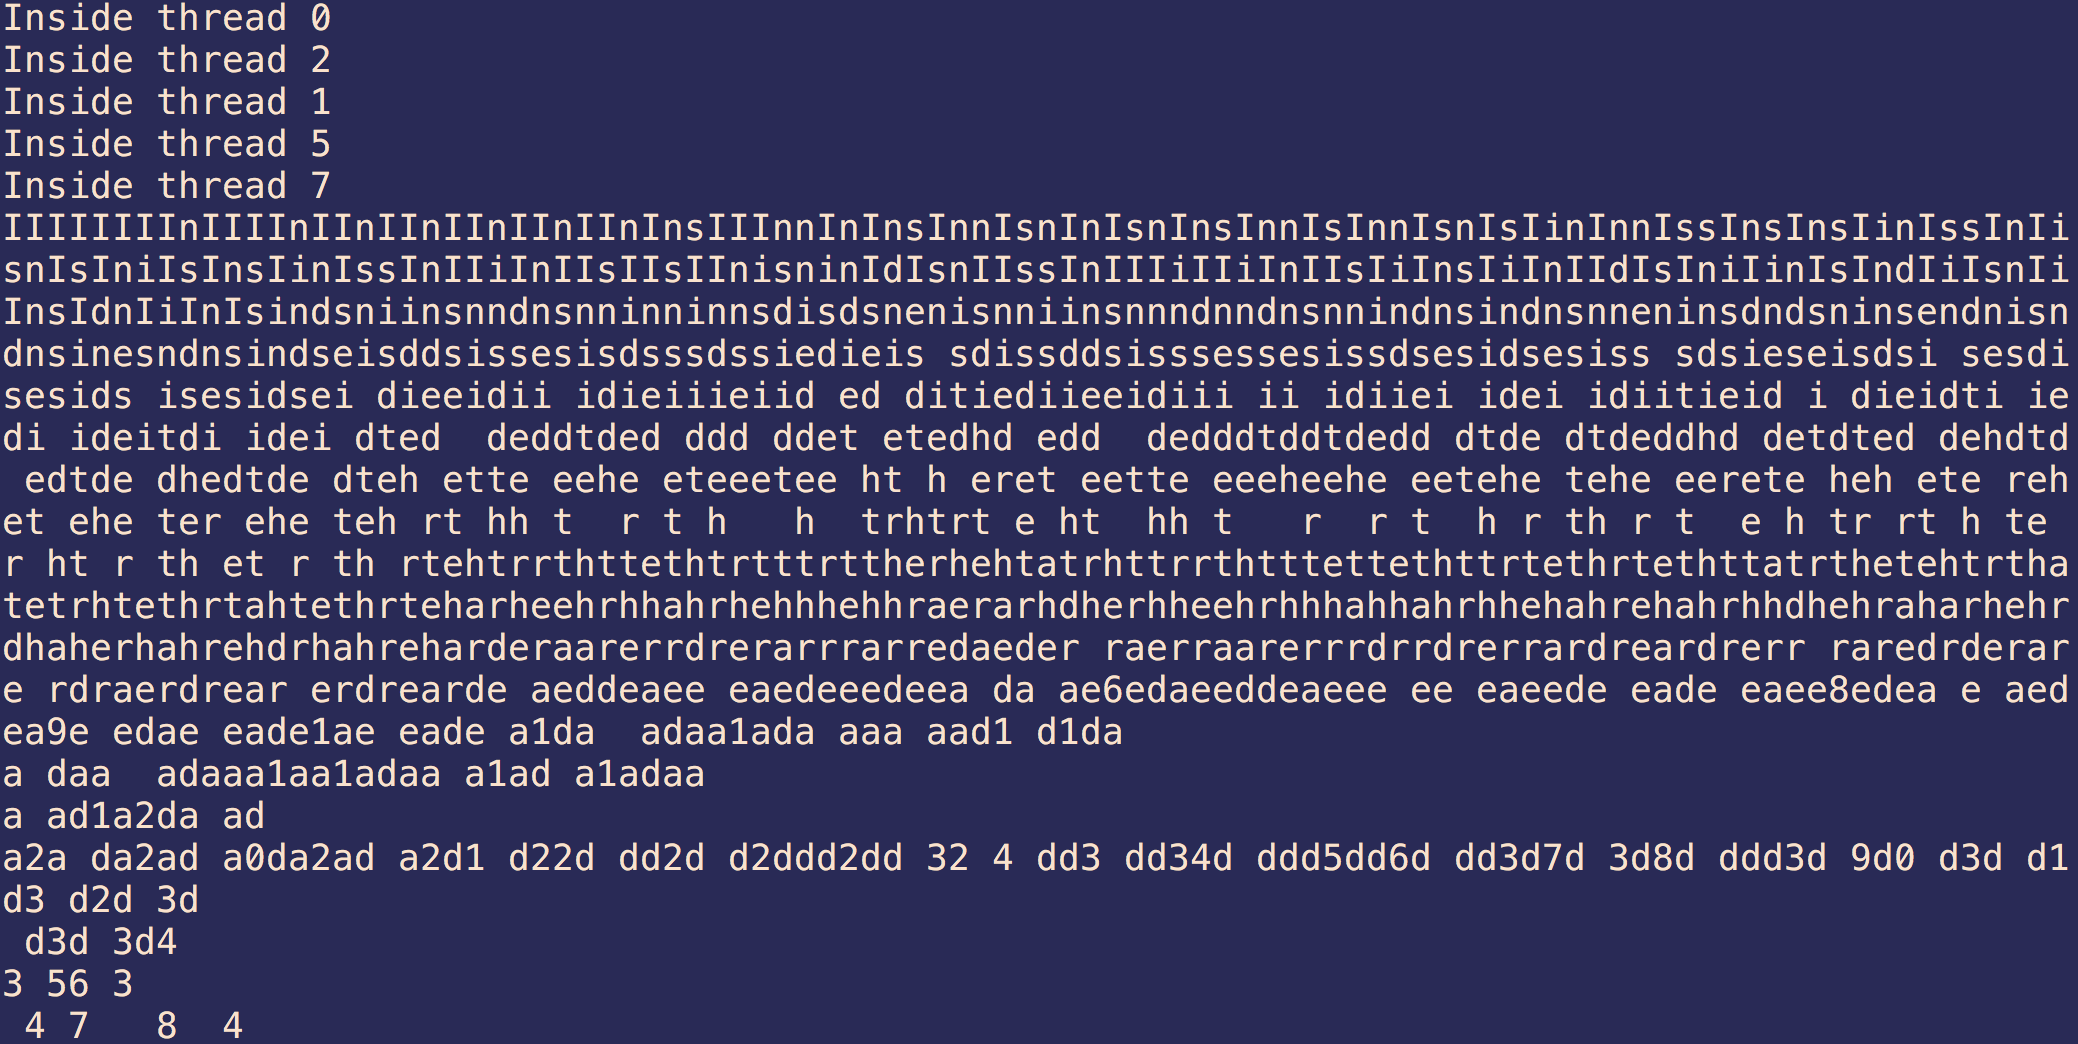 Inside thread 0
Inside thread 2
Inside thread 1
Inside thread 5
Inside thread 7
IIIIIIIInIIIInIInIInIInIInIInInsIIInnInInsInnIsnInIsnInsInnIsInnIsnIsIinInnIssInsInsIinIssInIi
snIsIniIsInsIinIssInIIiInIIsIIsIInisninIdIsnIIssInIIIiIIiInIIsIiInsIiInIIdIsIniIinIsIndIiIsnIi
InsIdnIiInIsindsniinsnndnsnninninnsdisdsnenisnniinsnnndnndnsnnindnsindnsnneninsdndsninsendnisn
dnsinesndnsindseisddsissesisdsssdssiedieis sdissddsisssessesissdsesidsesiss sdsieseisdsi sesdi
sesids isesidsei dieeidii idieiiieiid ed ditiediieeidiii ii idiiei idei idiitieid i dieidti ie
di ideitdi idei dted  deddtded ddd ddet etedhd edd  dedddtddtdedd dtde dtdeddhd detdted dehdtd
 edtde dhedtde dteh ette eehe eteeetee ht h eret eette eeeheehe eetehe tehe eerete heh ete reh
et ehe ter ehe teh rt hh t  r t h   h  trhtrt e ht  hh t   r  r t  h r th r t  e h tr rt h te
r ht r th et r th rtehtrrthttethtrtttrttherhehtatrhttrrthtttettethttrtethrtethttatrthetehtrtha
tetrhtethrtahtethrteharheehrhhahrhehhhehhraerarhdherhheehrhhhahhahrhhehahrehahrhhdhehraharhehr
dhaherhahrehdrhahreharderaarerrdrerarrrarredaeder raerraarerrrdrrdrerrardreardrerr raredrderar
e rdraerdrear erdrearde aeddeaee eaedeeedeea da ae6edaeeddeaeee ee eaeede eade eaee8edea e aed
ea9e edae eade1ae eade a1da  adaa1ada aaa aad1 d1da
a daa  adaaa1aa1adaa a1ad a1adaa
a ad1a2da ad
a2a da2ad a0da2ad a2d1 d22d dd2d d2ddd2dd 32 4 dd3 dd34d ddd5dd6d dd3d7d 3d8d ddd3d 9d0 d3d d1
d3 d2d 3d
 d3d 3d4
3 56 3
 4 7   8  4